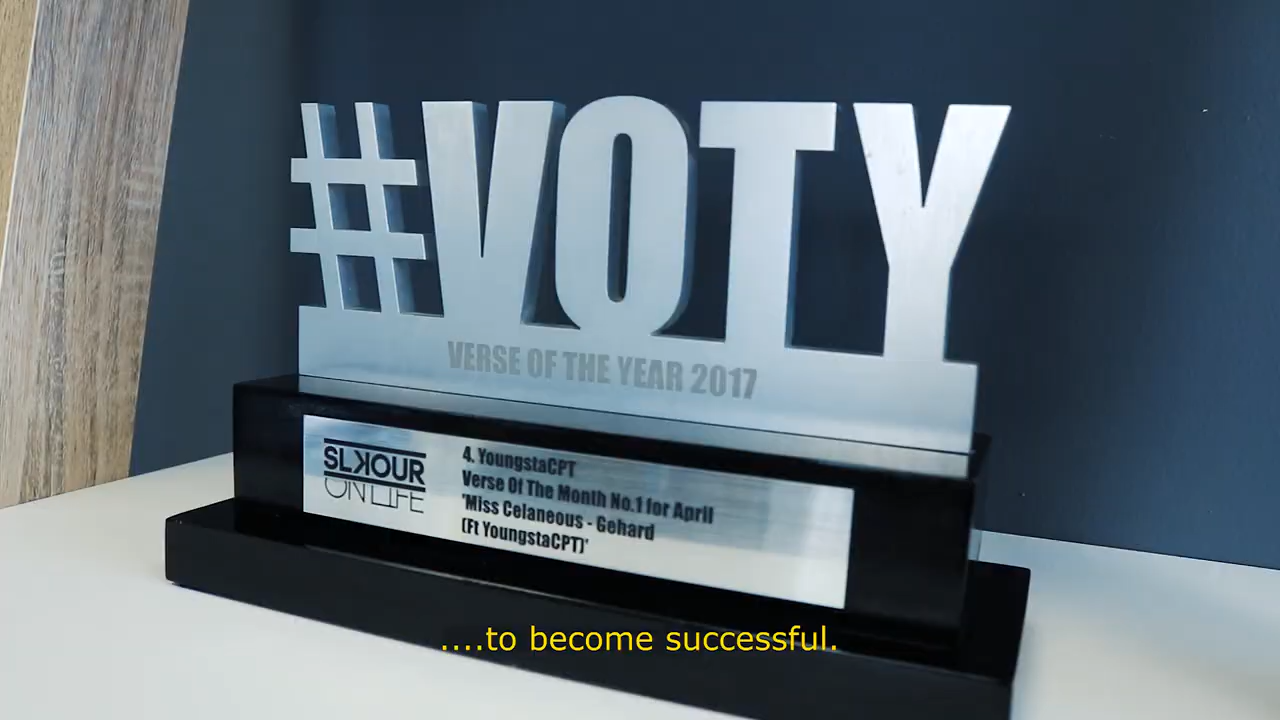 #VOTY
VERSE OF THE YEAR 2017
SLKOUR
ON LIFE
4. YoungstaCPT
Verse Of The Month No.1 for April
'Miss Celaneous - Gehard
(Ft YoungstaCPT)'
....to become successful.